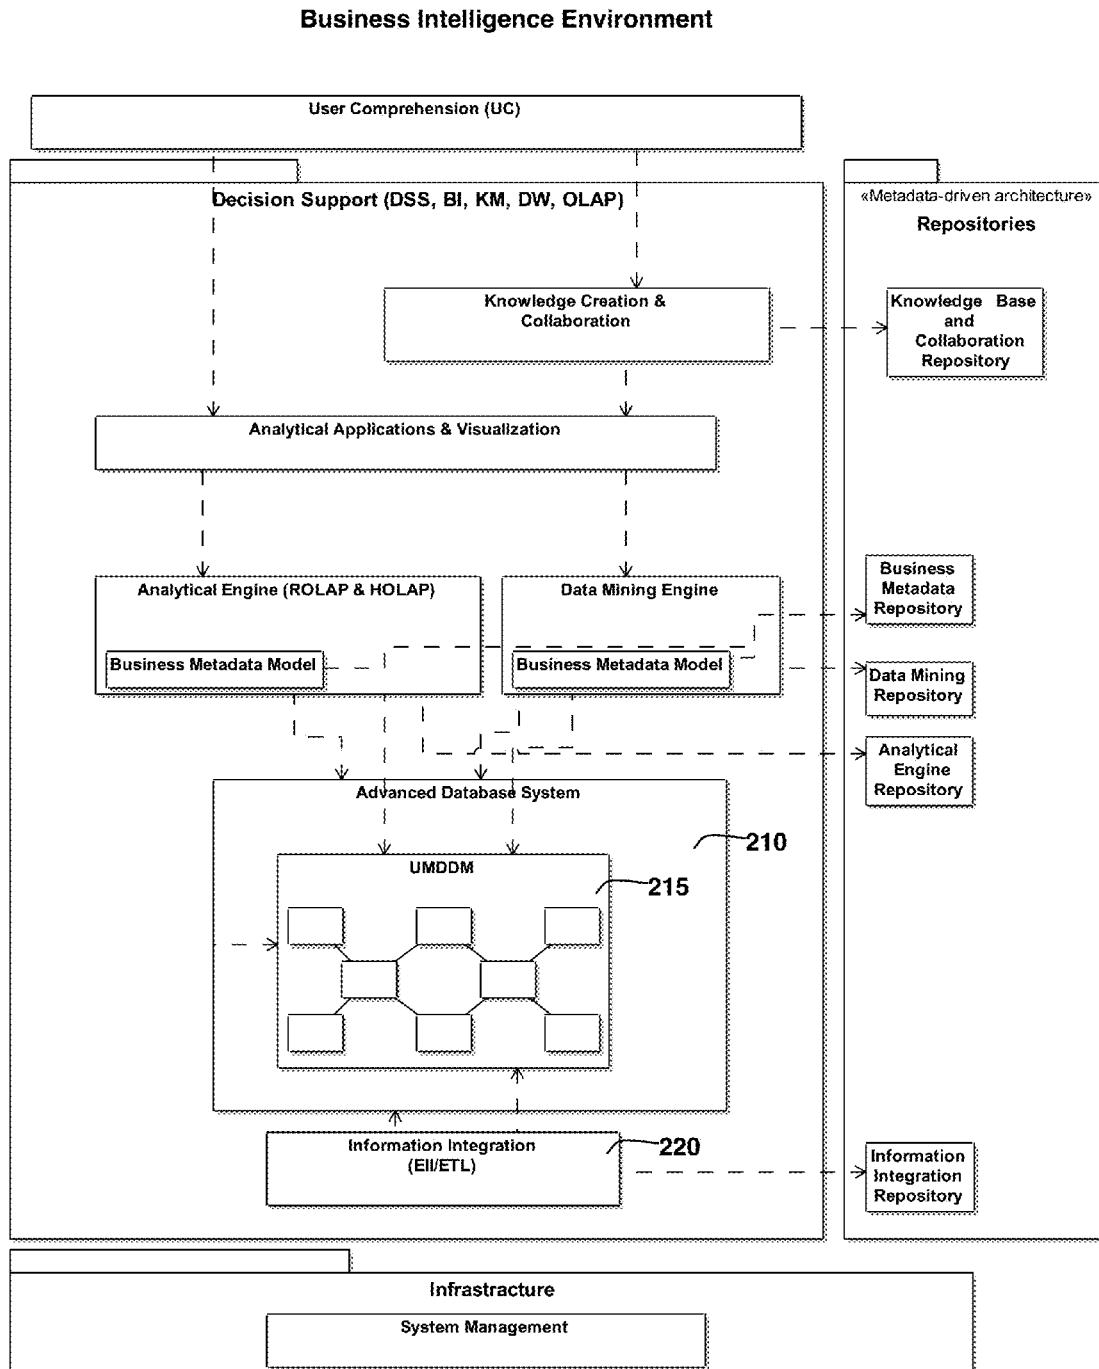 Business Intelligence Environment
User Comprehension (UC)
Decision Support (DSS, BI, KM, DW, OLAP)
«Metadata-driven architecture»
Repositories
Knowledge Creation &
Collaboration
Knowledge Base
and
Collaboration
Repository
Analytical Applications & Visualization
Analytical Engine (ROLAP & HOLAP)
Business Metadata Model
Data Mining Engine
Business Metadata Model
Business
Metadata
Repository
Data Mining
Repository
Analytical
Engine
Repository
Advanced Database System
210
UMDDM
215
Information Integration
(EII/ETL)
220
Information
Integration
Repository
Infrastracture
System Management